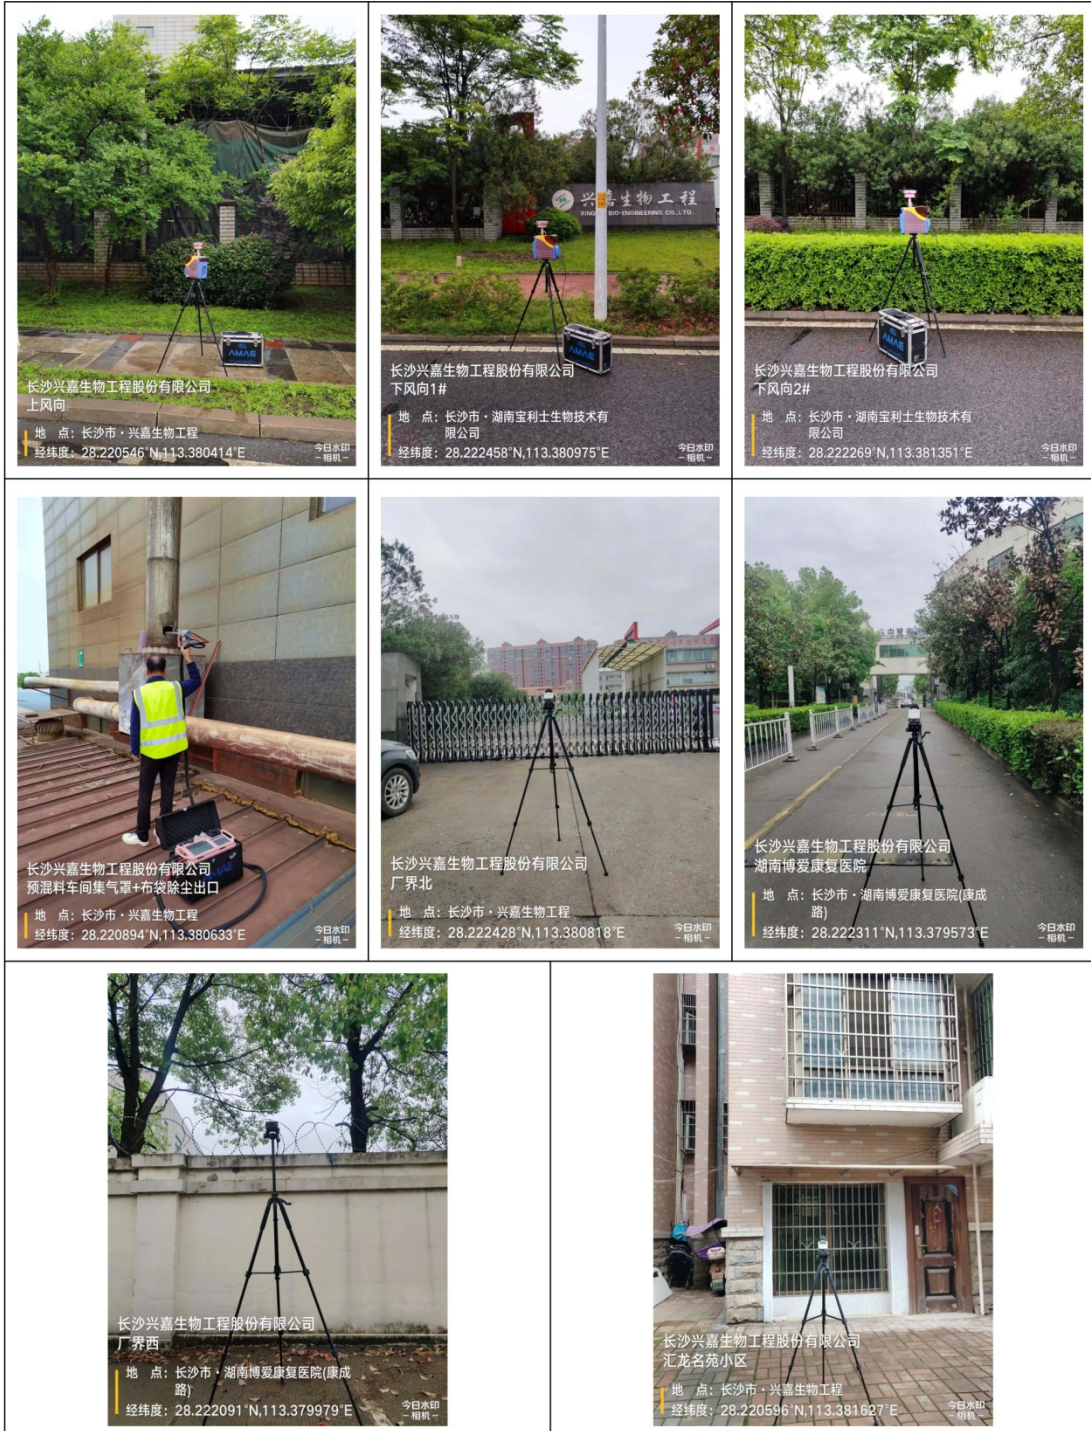 兴嘉生物工程
BIO-ENGINEERING CO.,LTD.
AMAE
长沙兴嘉生物工程股份有限公司
上风向
地 点：长沙市·兴嘉生物工程
经纬度：28.220546°N,113.380414°E
今日水印
-相机-
AMAE
长沙兴嘉生物工程股份有限公司
下风向1#
地 点：长沙市·湖南宝利士生物技术有
限公司
经纬度：28.222458°N,113.380975°E
今日水印
-相机-
AMAE
长沙兴嘉生物工程股份有限公司
下风向2#
地 点：长沙市·湖南宝利士生物技术有
限公司
经纬度：28.222269°N,113.381351°E
今日水印
-相机-
AMAE
长沙兴嘉生物工程股份有限公司
预混料车间集气罩+布袋除尘出口
地 点：长沙市·兴嘉生物工程
经纬度：28.220894°N,113.380633°E
今日水印
-相机-
长沙兴嘉生物工程股份有限公司
厂界北
地 点：长沙市·兴嘉生物工程
经纬度：28.222428°N,113.380818°E
今日水印
-相机-
长沙兴嘉生物工程股份有限公司
湖南博爱康复医院
地 点：长沙市·湖南博爱康复医院(康成
路)
经纬度：28.222311°N,113.379573°E
今日水印
-相机-
长沙兴嘉生物工程股份有限公司
厂界西
地 点：长沙市·湖南博爱康复医院(康成
路)
经纬度：28.222091°N,113.379979°E
今日水印
-相机-
长沙兴嘉生物工程股份有限公司
汇龙名苑小区
地 点：长沙市·兴嘉生物工程
经纬度：28.220596°N,113.381627°E
今日水印
-相机-